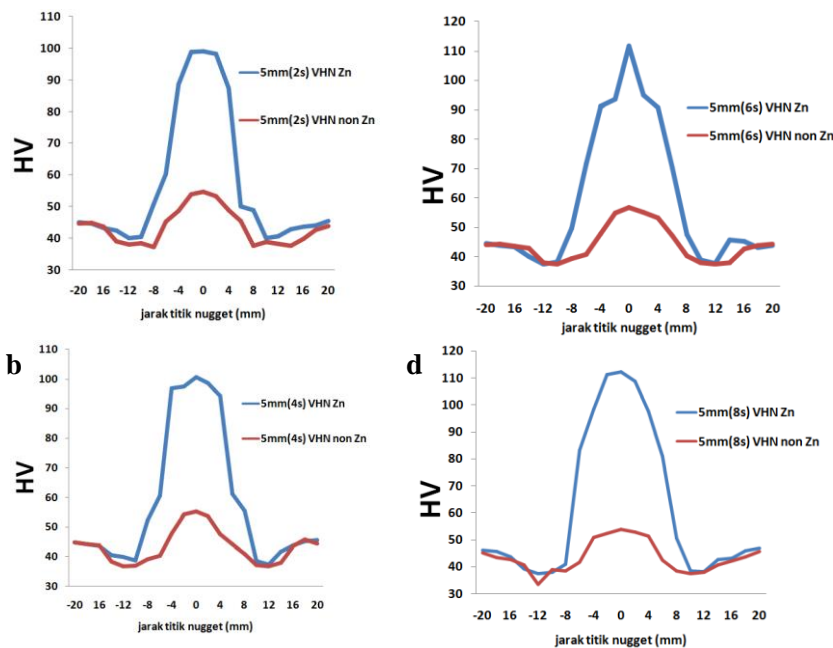 110
100
90
80
70
60
50
40
30
HV
5mm(2s) VHN Zn
5mm(2s) VHN non Zn
-20 16 -12 -8 -4 0 4 8 12 16 20
jarak titik nugget (mm)
120
110
100
90
80
70
60
50
40
30
HV
5mm(6s) VHN Zn
5mm(6s) VHN non Zn
-20 16 -12 -8 -4 0 4 8 12 16 20
jarak titik nugget (mm)
b
110
100
90
80
70
60
50
40
30
HV
5mm(4s) VHN Zn
5mm(4s) VHN non Zn
-20 16 -12 -8 -4 0 4 8 12 16 20
jarak titik nugget (mm)
d
120
110
100
90
80
70
60
50
40
30
HV
5mm(8s) VHN Zn
5mm(8s) VHN non Zn
-20 16 -12 -8 -4 0 4 8 12 16 20
jarak titik nugget (mm)